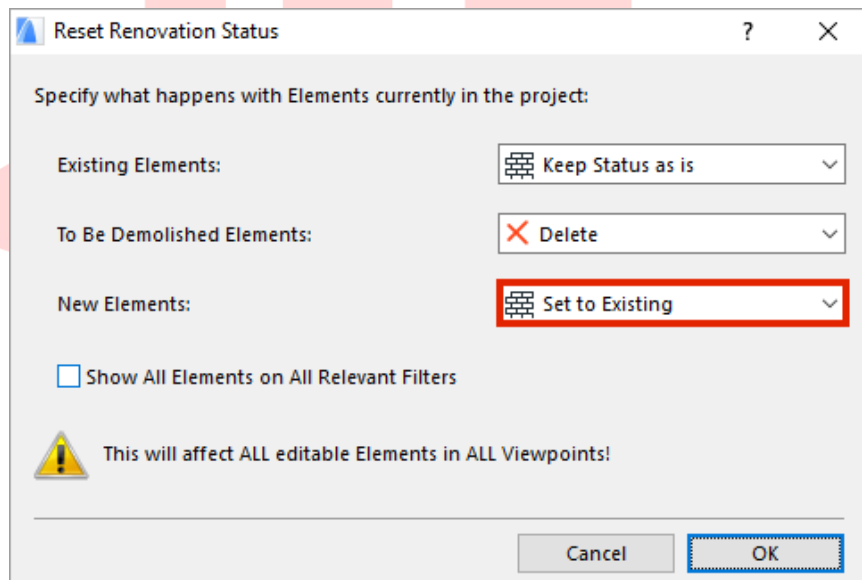 Reset Renovation Status
Specify what happens with Elements currently in the project:
Existing Elements: Keep Status as is
To Be Demolished Elements: Delete
New Elements: Set to Existing
Show All Elements on All Relevant Filters
This will affect ALL editable Elements in ALL Viewpoints!
Cancel OK